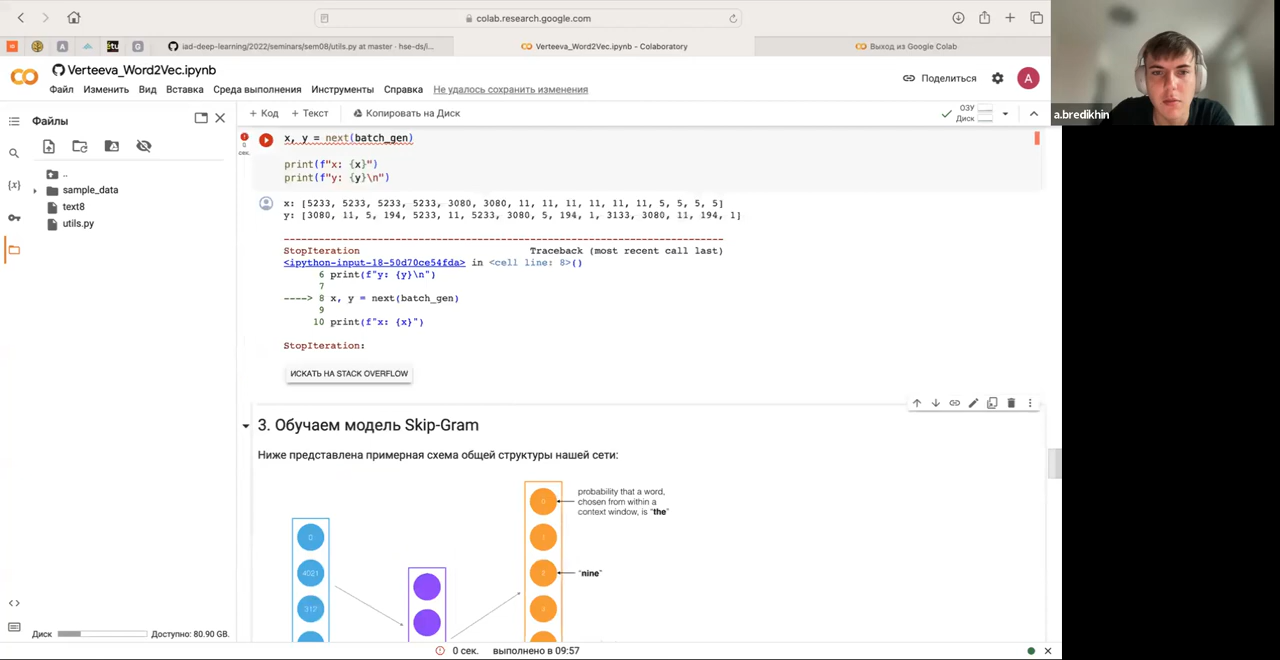 colab.research.google.com
iad-deep-learning/2022/seminars/sem08/utils.py at master · hse-ds/i...
Verteeva_Word2Vec.ipynb - Colaboratory
Выход из Google Colab
Verteeva_Word2Vec.ipynb
Поделиться
A
Файл Изменить Вид Вставка Среда выполнения Инструменты Справка Не удалось сохранить изменения
+ Код + Текст Копировать на Диск
ОЗУ
Диск
Файлы
..
sample_data
text8
utils.py
0
сек.
x, y = next(batch_gen)
print(f"x: {x}")
print(f"y: {y}\n")
x: [5233, 5233, 5233, 5233, 3080, 3080, 11, 11, 11, 11, 11, 11, 5, 5, 5, 5]
y: [3080, 11, 5, 194, 5233, 11, 5233, 3080, 5, 194, 1, 3133, 3080, 11, 194, 1]
---------------------------------------------------------------------------
StopIteration Traceback (most recent call last)
<ipython-input-18-50d70ce54fda> in <cell line: 8>()
6 print(f"y: {y}\n")
7
----> 8 x, y = next(batch_gen)
9
10 print(f"x: {x}")
StopIteration:
ИСКАТЬ НА STACK OVERFLOW
3. Обучаем модель Skip-Gram
Ниже представлена примерная схема общей структуры нашей сети:
0
4021
312
0
1
2
3
probability that a word,
chosen from within a
context window, is "the"
"nine"
Диск Доступно: 80.90 GB.
0 сек. выполнено в 09:57
a.bredikhin